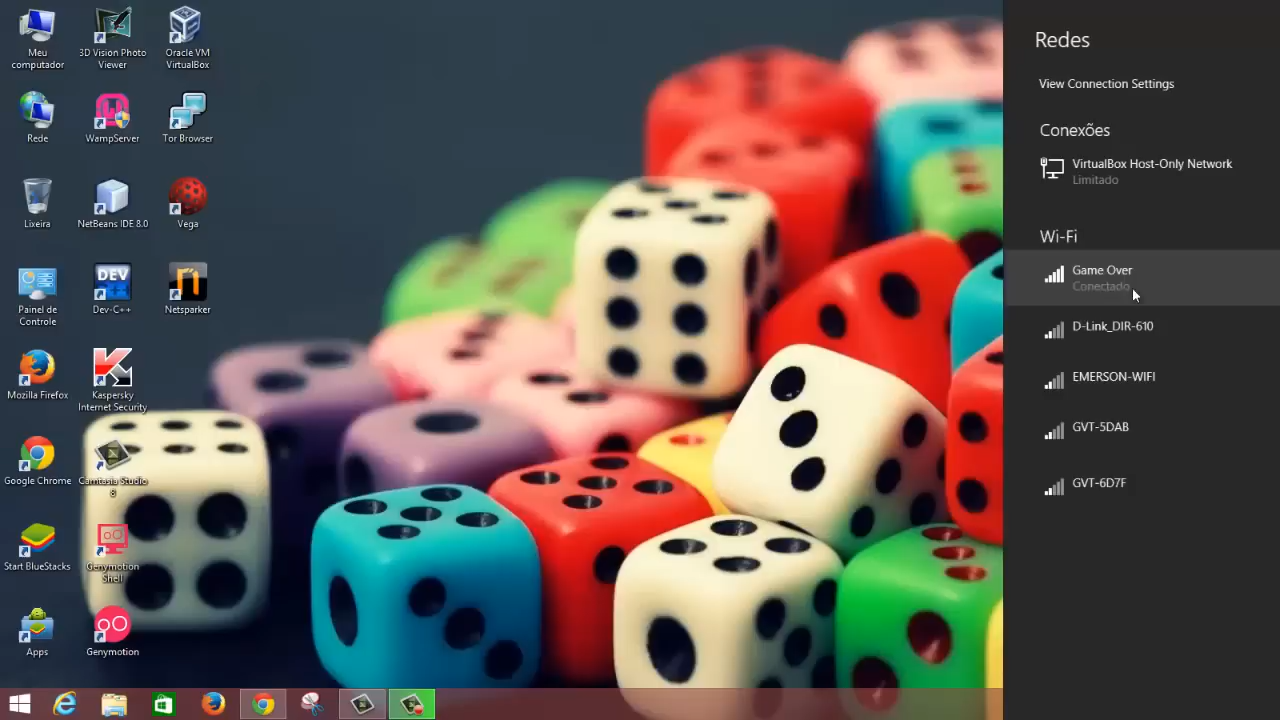 Meu
computador
3D Vision Photo
Viewer
Oracle VM
VirtualBox
Rede
WampServer
Tor Browser
Lixeira
NetBeans IDE 8.0
Vega
Painel de
Controle
DEV
Dev-C++
Netsparker
Mozilla Firefox
Kaspersky
Internet Security
Google Chrome
Camtasia Studio
8
Start BlueStacks
Genymotion
Shell
Apps
Genymotion
Redes
View Connection Settings
Conexões
VirtualBox Host-Only Network
Limitado
Wi-Fi
Game Over
Conectado
D-Link_DIR-610
EMERSON-WIFI
GVT-5DAB
GVT-6D7F